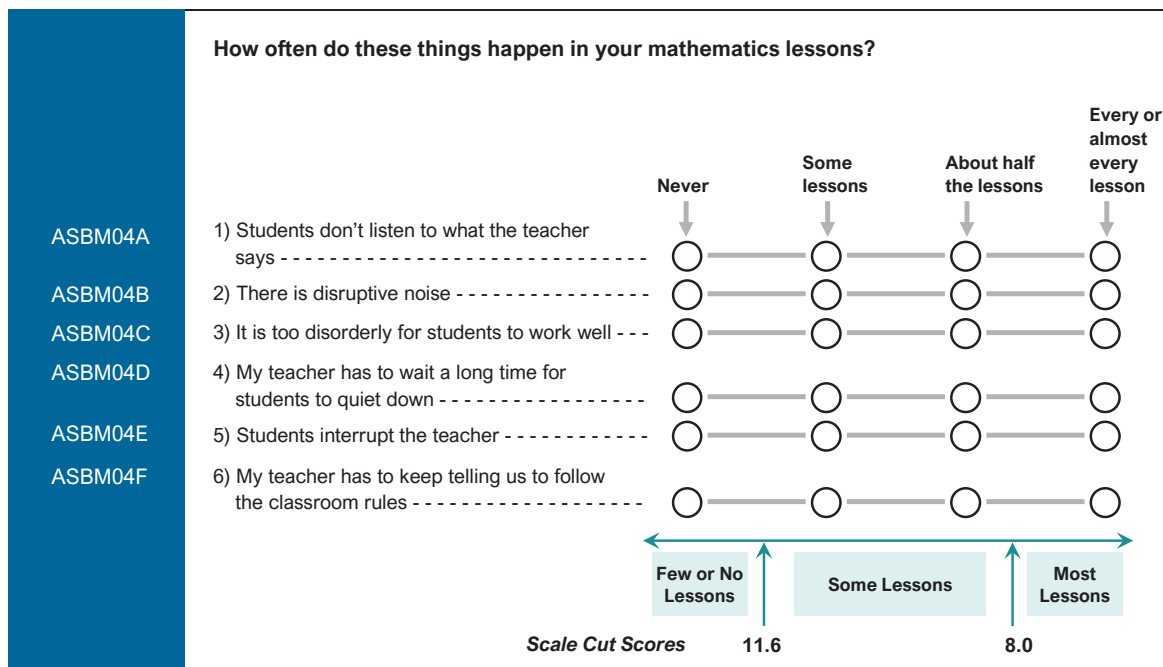 How often do these things happen in your mathematics lessons?
Never
Some
lessons
About half
the lessons
Every or
almost
every
lesson
ASBM04A
1) Students don’t listen to what the teacher
says - - - - - - - - - - - - - - - - - - - - - - - - - - - - - - - -
ASBM04B
2) There is disruptive noise - - - - - - - - - - - - - - - - -
ASBM04C
3) It is too disorderly for students to work well - - -
ASBM04D
4) My teacher has to wait a long time for
students to quiet down - - - - - - - - - - - - - - - - - -
ASBM04E
5) Students interrupt the teacher - - - - - - - - - - - - -
ASBM04F
6) My teacher has to keep telling us to follow
the classroom rules - - - - - - - - - - - - - - - - - - - -
Few or No
Lessons
Some Lessons
Most
Lessons
Scale Cut Scores 11.6 8.0